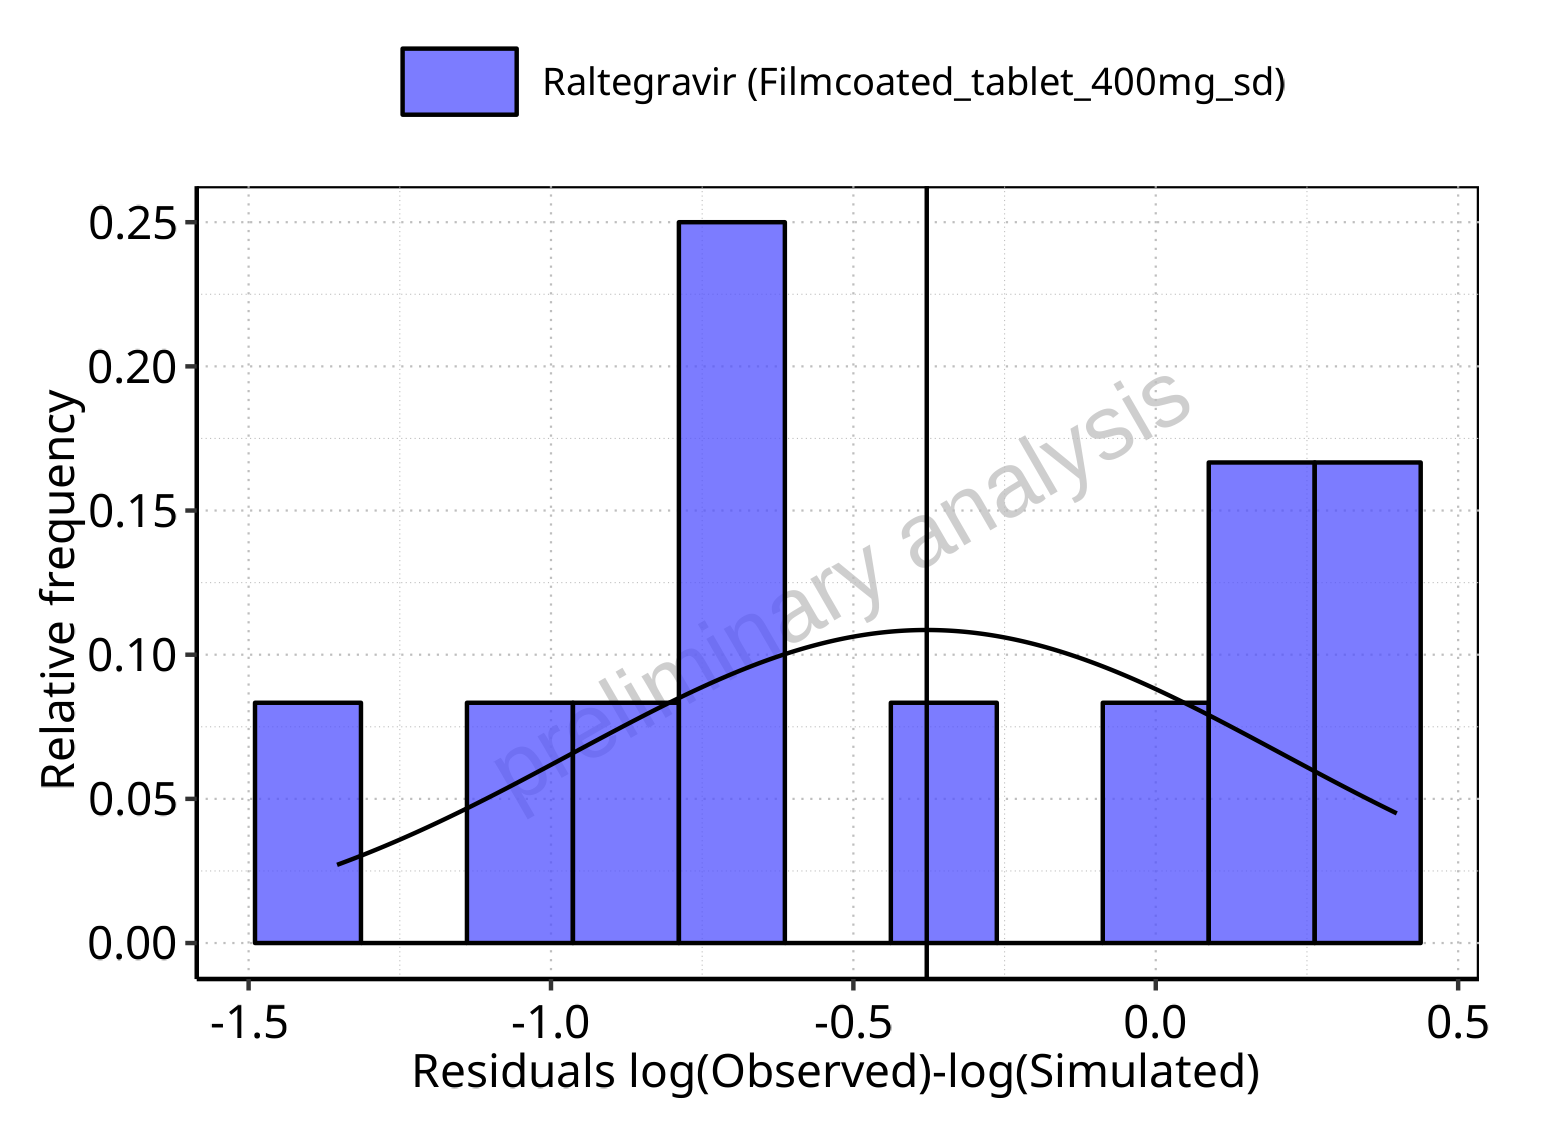 Raltegravir (Filmcoated_tablet_400mg_sd)
0.25
0.20
0.15
0.10
0.05
0.00
Relative frequency
preliminary analysis
-1.5 -1.0 -0.5 0.0 0.5
Residuals log(Observed)-log(Simulated)